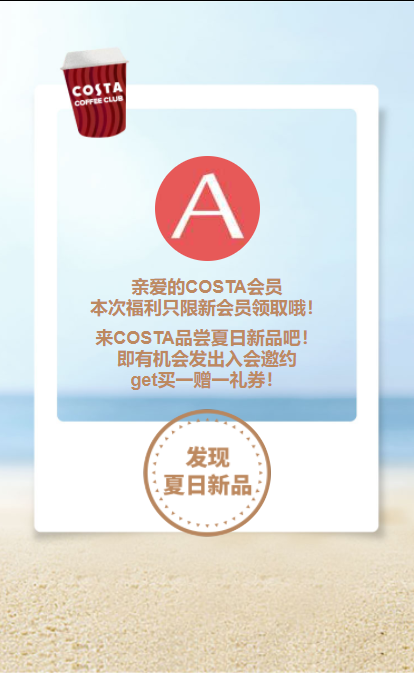 COSTA
COFFEE CLUB
A
亲爱的COSTA会员
本次福利只限新会员领取哦！
来COSTA品尝夏日新品吧！
即有机会发出入会邀约
get买一赠一礼券！
发现
夏日新品